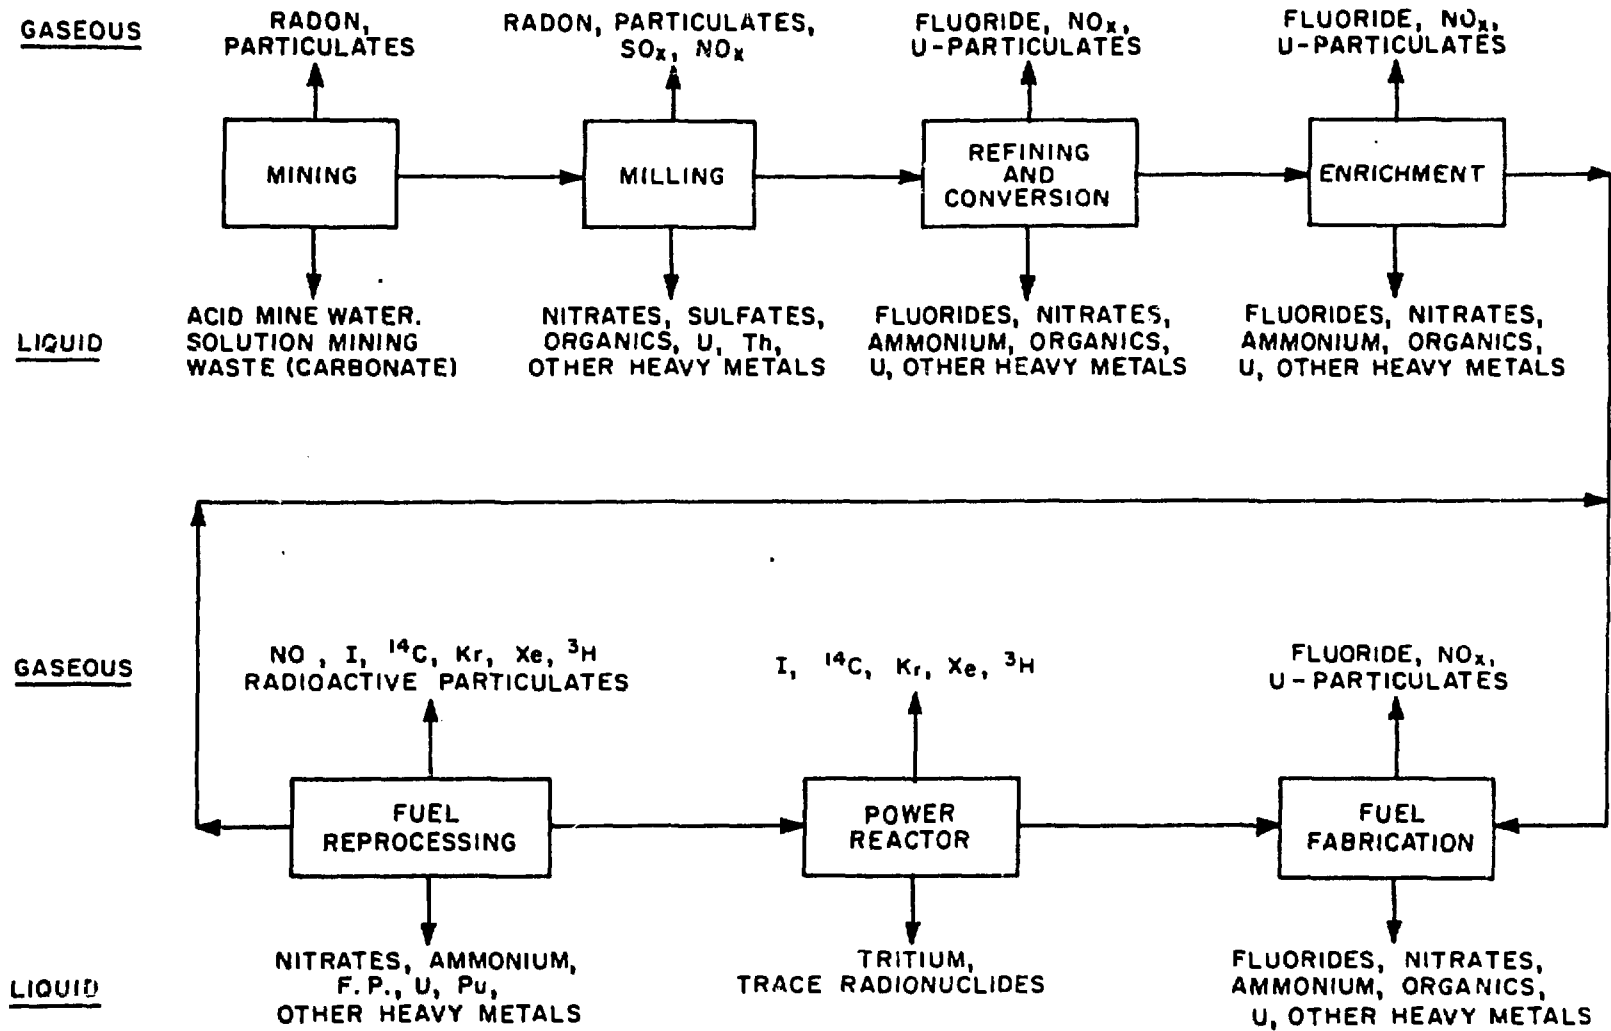 GASEOUS
RADON,
PARTICULATES
RADON, PARTICULATES,
SOx, NOx
FLUORIDE, NOx,
U-PARTICULATES
FLUORIDE, NOx,
U-PARTICULATES
MINING
MILLING
REFINING
AND
CONVERSION
ENRICHMENT
LIQUID
ACID MINE WATER.
SOLUTION MINING
WASTE (CARBONATE)
NITRATES, SULFATES,
ORGANICS, U, Th,
OTHER HEAVY METALS
FLUORIDES, NITRATES,
AMMONIUM, ORGANICS,
U, OTHER HEAVY METALS
FLUORIDES, NITRATES,
AMMONIUM, ORGANICS,
U, OTHER HEAVY METALS
GASEOUS
NO , I, ¹⁴C, Kr, Xe, ³H
RADIOACTIVE PARTICULATES
I, ¹⁴C, Kr, Xe, ³H
FLUORIDE, NOx,
U-PARTICULATES
FUEL
REPROCESSING
POWER
REACTOR
FUEL
FABRICATION
LIQUID
NITRATES, AMMONIUM,
F.P., U, Pu,
OTHER HEAVY METALS
TRITIUM,
TRACE RADIONUCLIDES
FLUORIDES, NITRATES,
AMMONIUM, ORGANICS,
U, OTHER HEAVY METALS